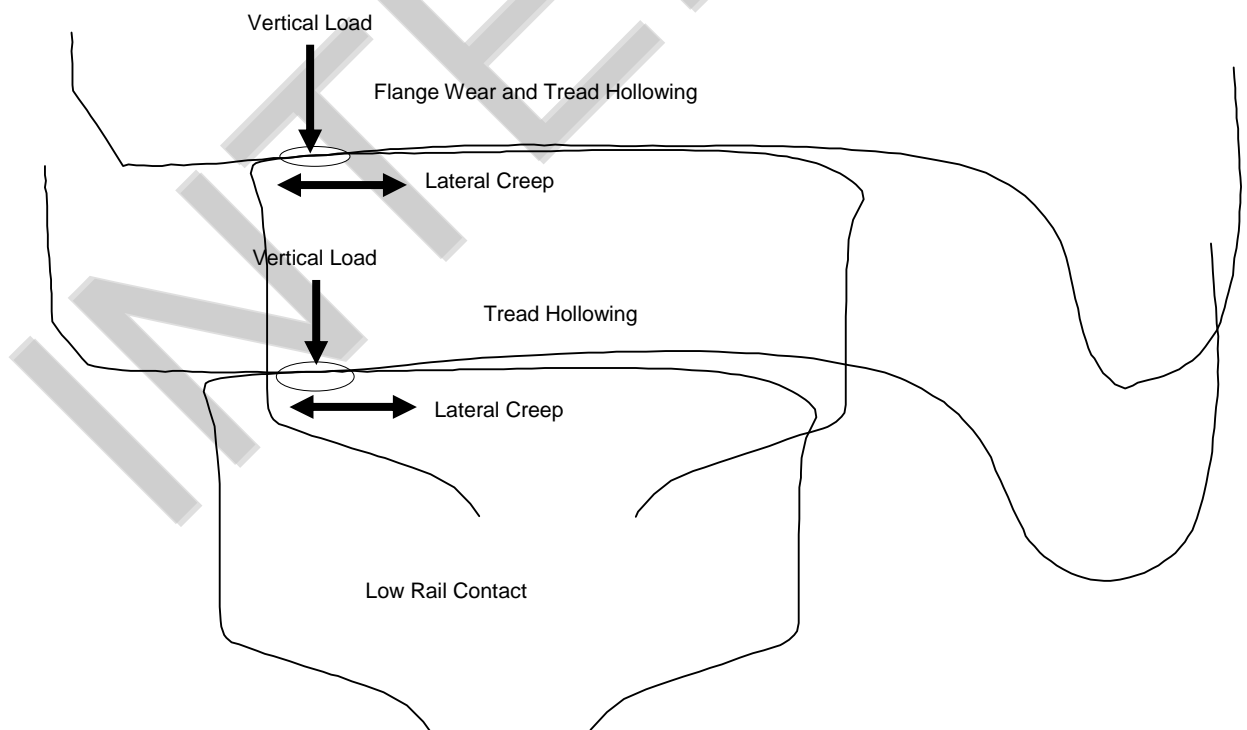 Vertical Load
Flange Wear and Tread Hollowing
Lateral Creep
Vertical Load
Tread Hollowing
Lateral Creep
Low Rail Contact